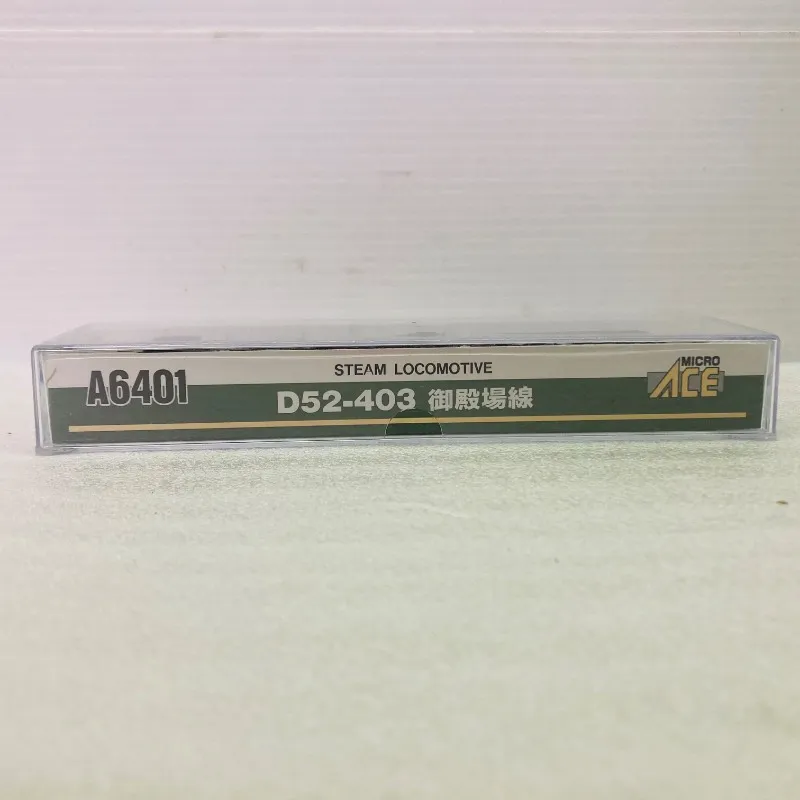 STEAM LOCOMOTIVE
A6401
D52-403 御殿場線
MICRO
ACE